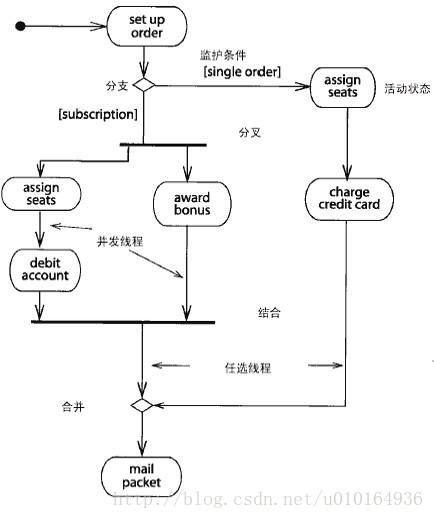 set up
order
监护条件
[single order]
分支
assign
seats
活动状态
[subscription]
分叉
assign
seats
award
bonus
charge
credit card
并发线程
debit
account
结合
任选线程
合并
mail
packet
http://blog.csdn.net/u010164936